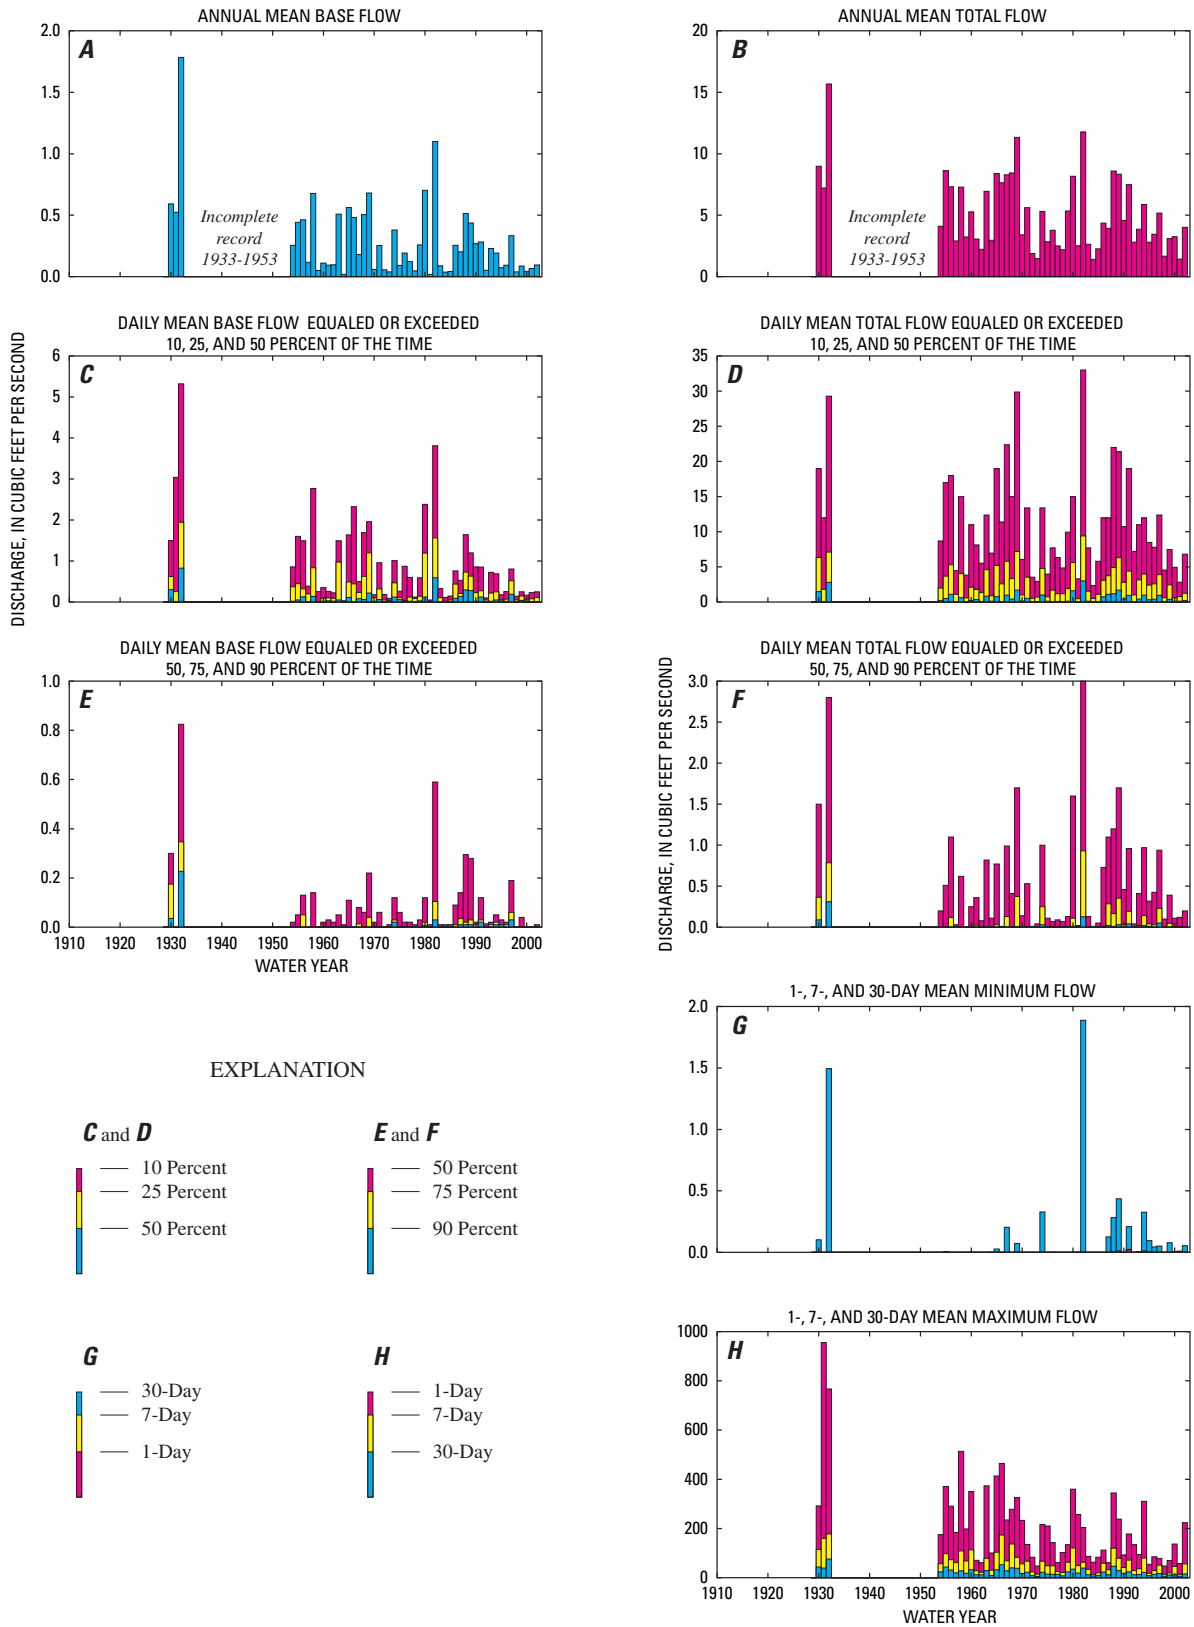 ANNUAL MEAN BASE FLOW
2.0
1.5
1.0
0.5
0.0
A
Incomplete
record
1933-1953
ANNUAL MEAN TOTAL FLOW
20
15
10
5
0
B
Incomplete
record
1933-1953
DISCHARGE, IN CUBIC FEET PER SECOND
DAILY MEAN BASE FLOW EQUALED OR EXCEEDED
10, 25, AND 50 PERCENT OF THE TIME
6
5
4
3
2
1
0
C
DAILY MEAN TOTAL FLOW EQUALED OR EXCEEDED
10, 25, AND 50 PERCENT OF THE TIME
35
30
25
20
15
10
5
0
D
DAILY MEAN BASE FLOW EQUALED OR EXCEEDED
50, 75, AND 90 PERCENT OF THE TIME
1.0
0.8
0.6
0.4
0.2
0.0
E
1910 1920 1930 1940 1950 1960 1970 1980 1990 2000
WATER YEAR
DISCHARGE, IN CUBIC FEET PER SECOND
DAILY MEAN TOTAL FLOW EQUALED OR EXCEEDED
50, 75, AND 90 PERCENT OF THE TIME
3.0
2.5
2.0
1.5
1.0
0.5
0.0
F
1-, 7-, AND 30-DAY MEAN MINIMUM FLOW
2.0
1.5
1.0
0.5
0.0
G
EXPLANATION
C and D
10 Percent
25 Percent
50 Percent
E and F
50 Percent
75 Percent
90 Percent
G
30-Day
7-Day
1-Day
H
1-Day
7-Day
30-Day
1-, 7-, AND 30-DAY MEAN MAXIMUM FLOW
1000
800
600
400
200
0
H
1910 1920 1930 1940 1950 1960 1970 1980 1990 2000
WATER YEAR